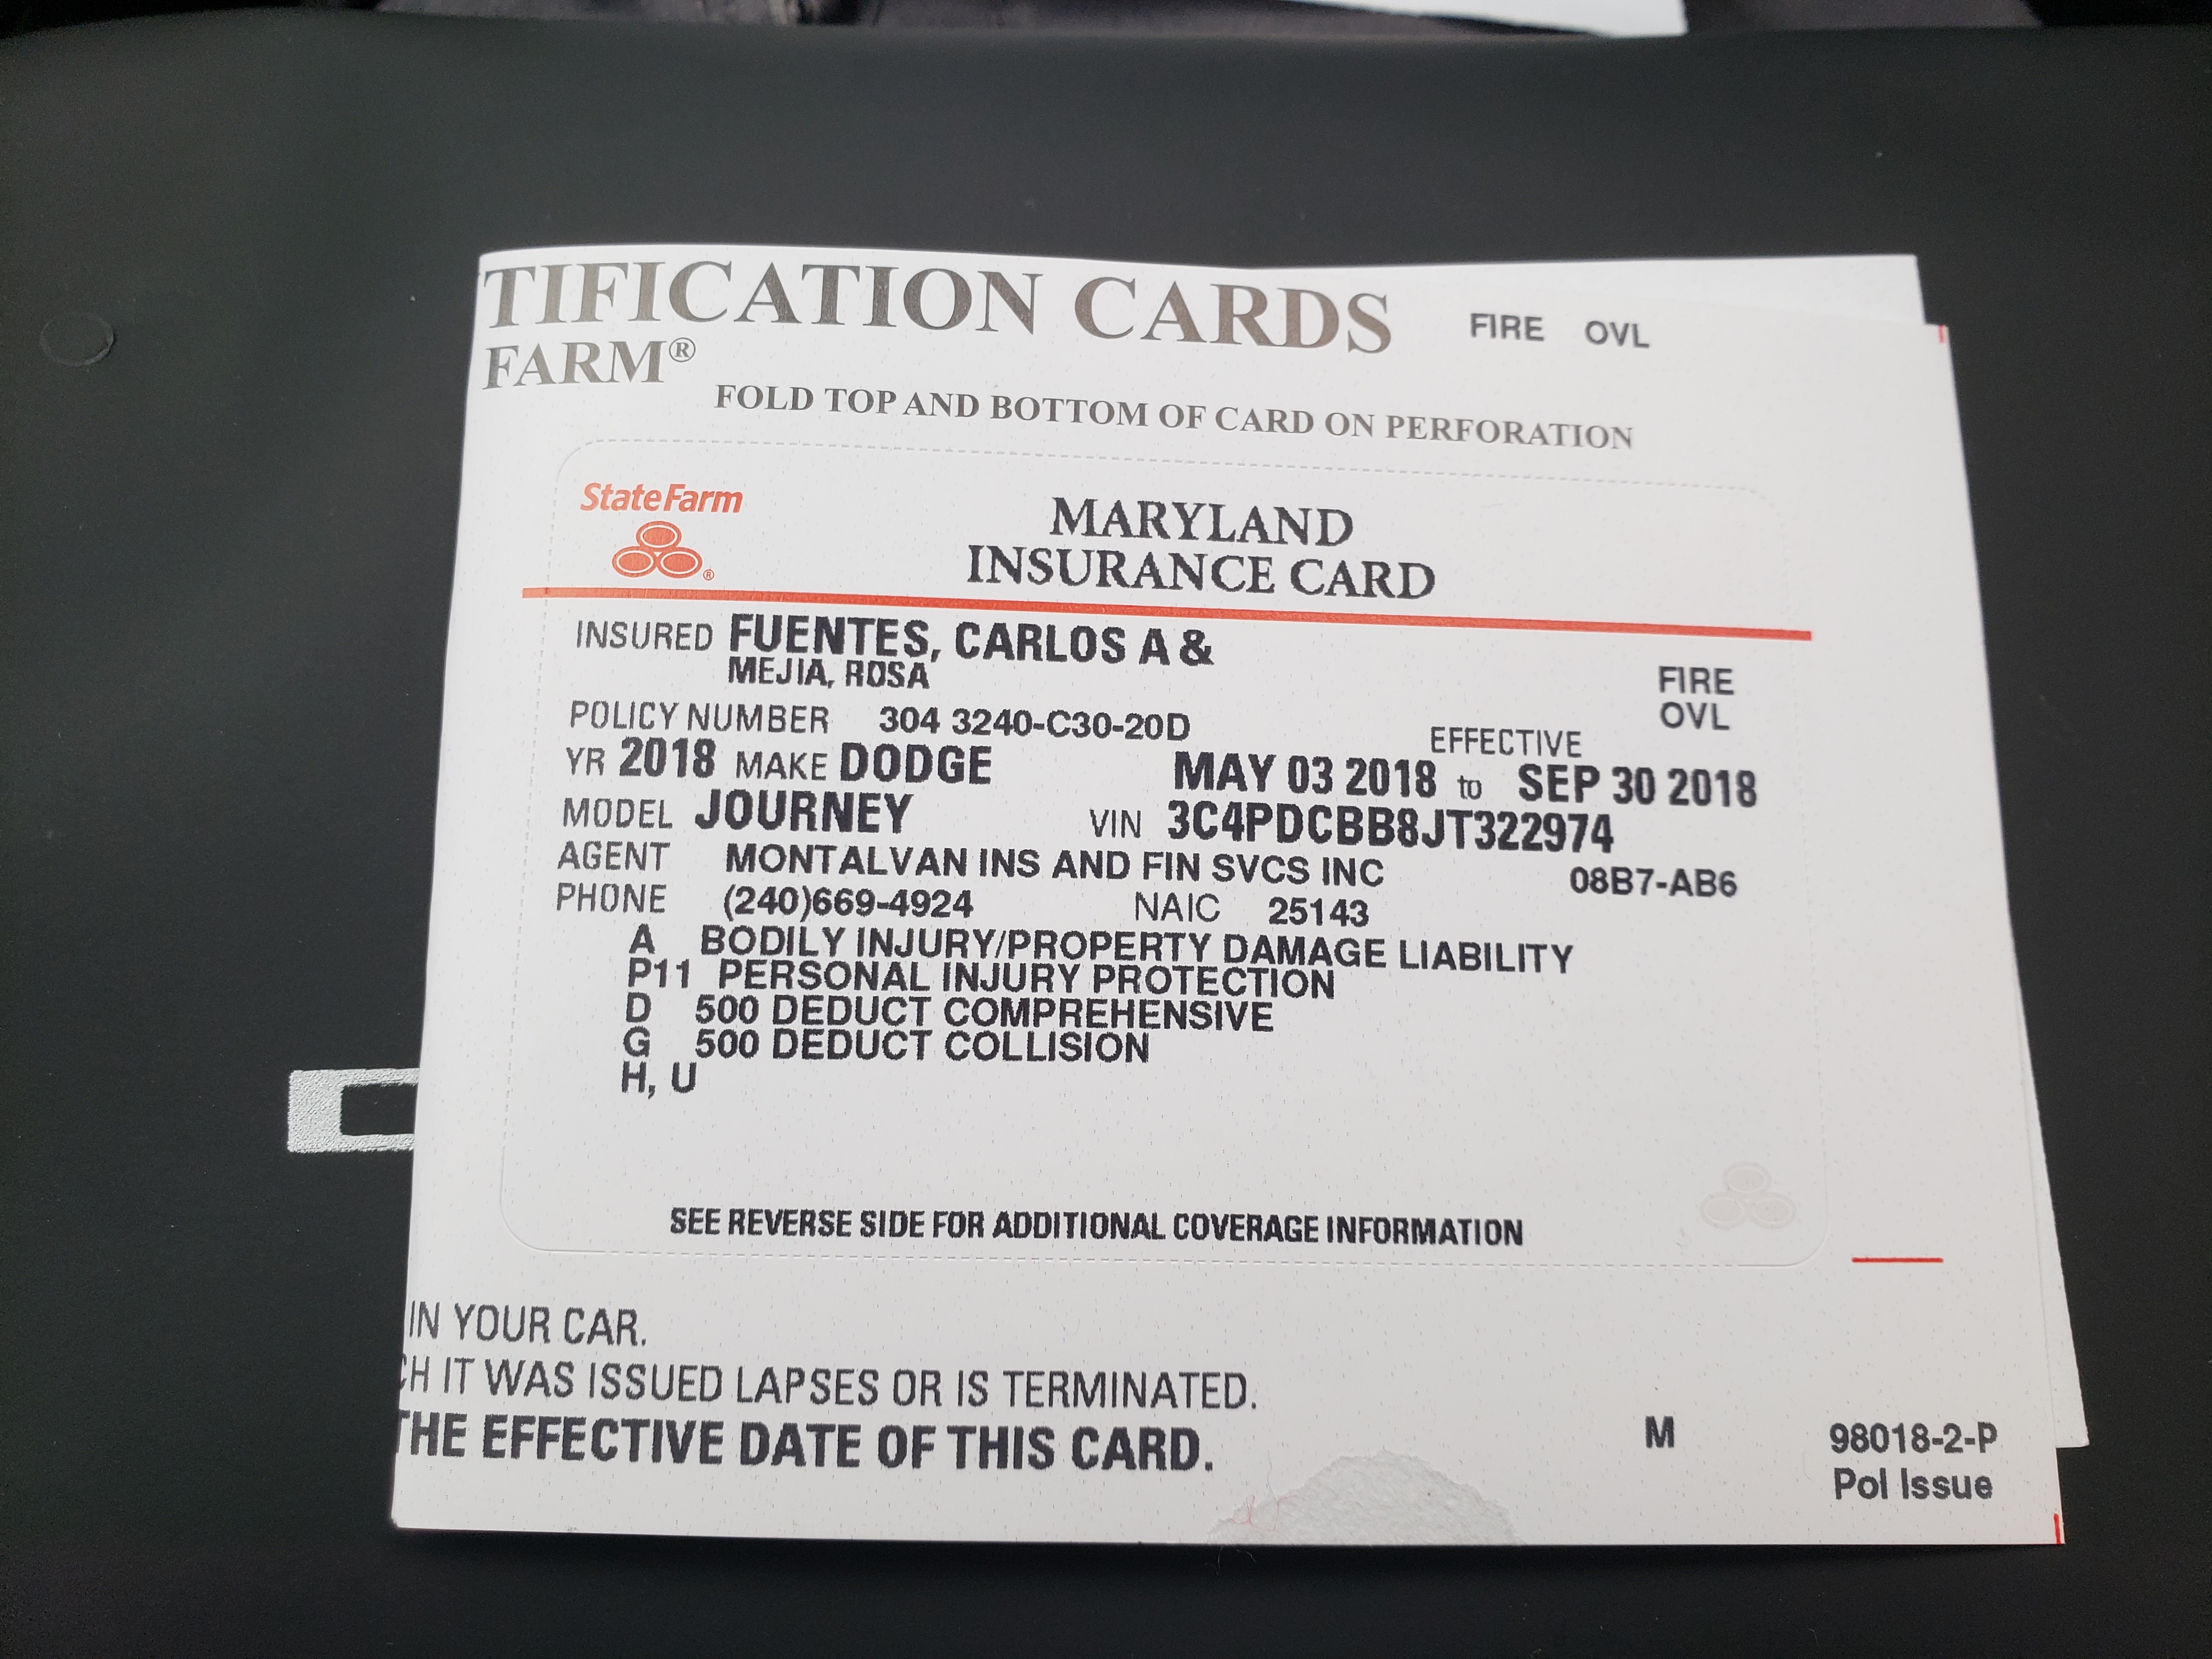 TIFICATION CARDS FIRE OVL
FARM®
FOLD TOP AND BOTTOM OF CARD ON PERFORATION
StateFarm
®
MARYLAND
INSURANCE CARD
INSURED FUENTES, CARLOS A &
MEJIA, ROSA
FIRE
OVL
POLICY NUMBER 304 3240-C30-20D EFFECTIVE
YR 2018 MAKE DODGE MAY 03 2018 to SEP 30 2018
MODEL JOURNEY VIN 3C4PDCBB8JT322974
AGENT MONTALVAN INS AND FIN SVCS INC 08B7-AB6
PHONE (240)669-4924 NAIC 25143
A BODILY INJURY/PROPERTY DAMAGE LIABILITY
P11 PERSONAL INJURY PROTECTION
D 500 DEDUCT COMPREHENSIVE
G 500 DEDUCT COLLISION
H, U
SEE REVERSE SIDE FOR ADDITIONAL COVERAGE INFORMATION
IN YOUR CAR.
CH IT WAS ISSUED LAPSES OR IS TERMINATED.
THE EFFECTIVE DATE OF THIS CARD.
M 98018-2-P
Pol Issue